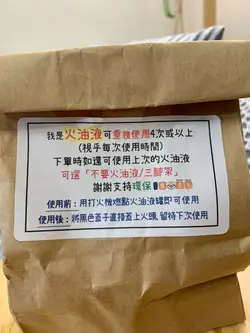 我是火油液可重複使用4次或以上
(視乎每次使用時間)
下單時如還可使用上次的火油液
可選「不要火油液/三腳架」
謝謝支持環保
使用前：用打火機燃點火油液罐即可使用
使用後：將黑色蓋子直接蓋上火頭，留待下次使用